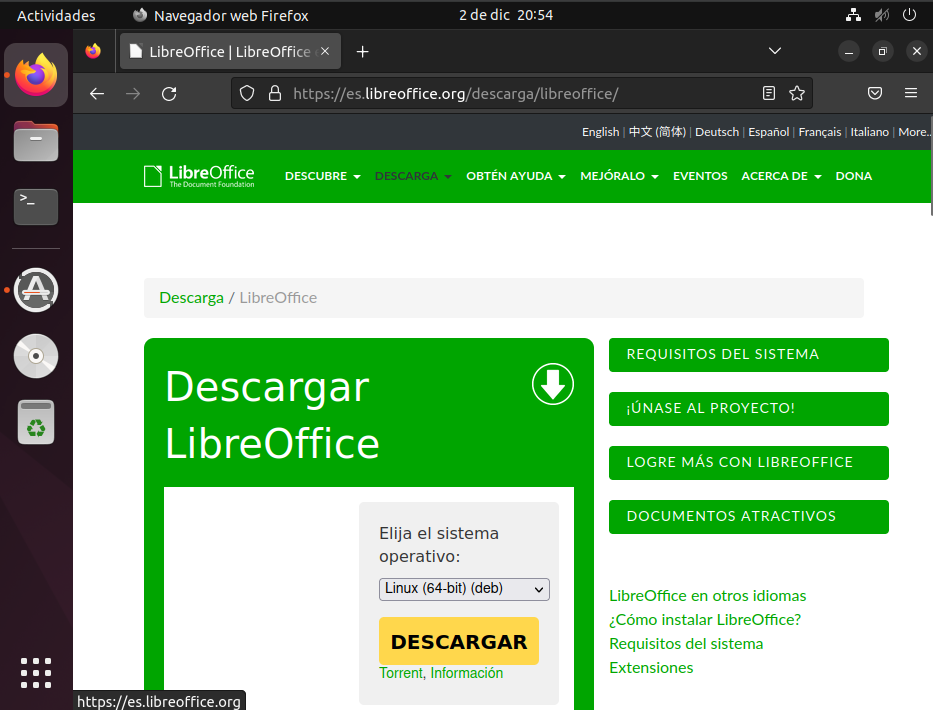 Actividades
Navegador web Firefox
2 de dic 20:54
LibreOffice | LibreOffice
https://es.libreoffice.org/descarga/libreoffice/
English | 中文 (简体) | Deutsch | Español | Français | Italiano | More..
LibreOffice
The Document Foundation
DESCUBRE DESCARGA OBTÉN AYUDA MEJÓRALO EVENTOS ACERCA DE DONA
Descarga / LibreOffice
Descargar
LibreOffice
Elija el sistema
operativo:
Linux (64-bit) (deb)
DESCARGAR
Torrent, Información
REQUISITOS DEL SISTEMA
¡ÚNASE AL PROYECTO!
LOGRE MÁS CON LIBREOFFICE
DOCUMENTOS ATRACTIVOS
LibreOffice en otros idiomas
¿Cómo instalar LibreOffice?
Requisitos del sistema
Extensiones
https://es.libreoffice.org